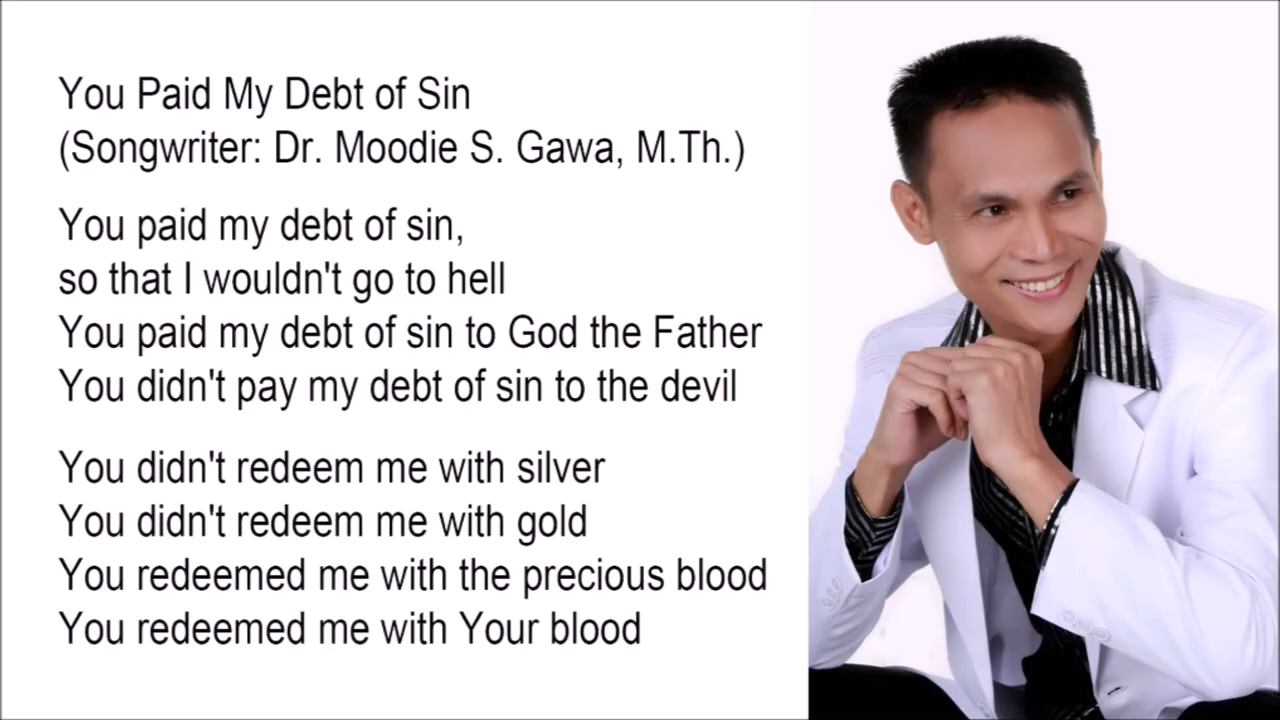 You Paid My Debt of Sin
(Songwriter: Dr. Moodie S. Gawa, M.Th.)
You paid my debt of sin,
so that I wouldn't go to hell
You paid my debt of sin to God the Father
You didn't pay my debt of sin to the devil
You didn't redeem me with silver
You didn't redeem me with gold
You redeemed me with the precious blood
You redeemed me with Your blood